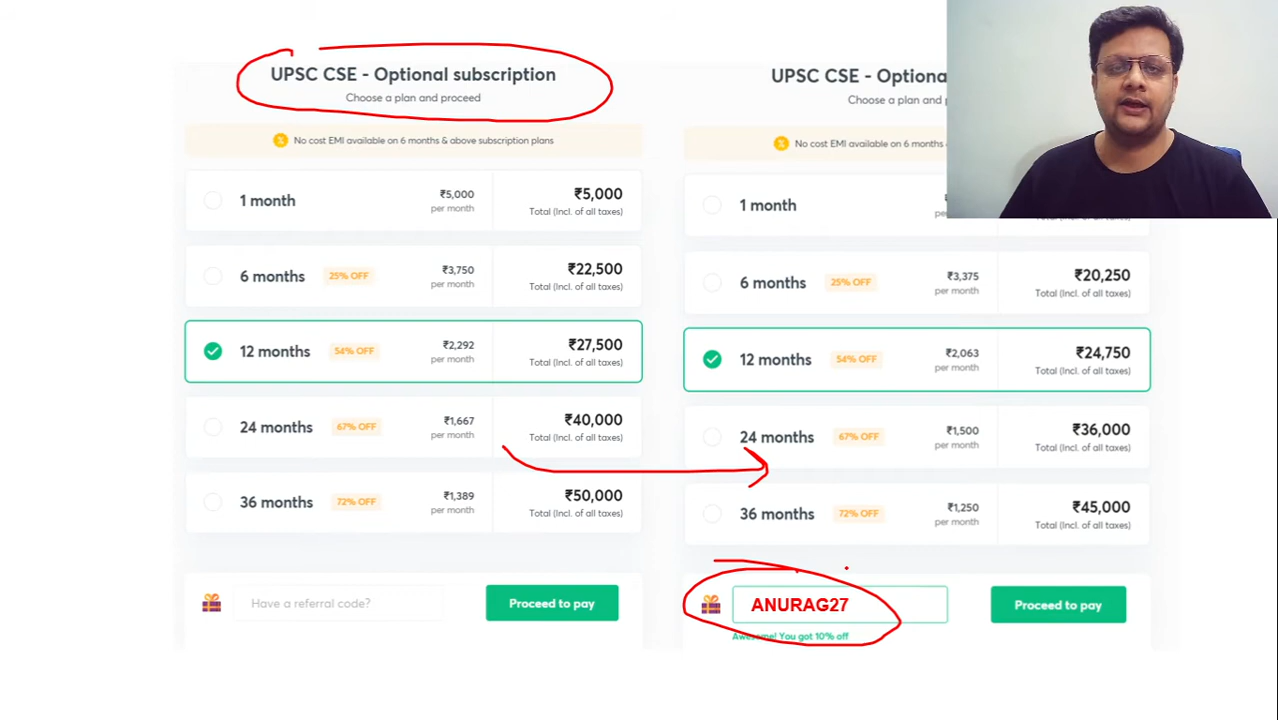 UPSC CSE - Optional subscription
Choose a plan and proceed
No cost EMI available on 6 months & above subscription plans
1 month ₹5,000 per month ₹5,000 Total (Incl. of all taxes)
6 months 25% OFF ₹3,750 per month ₹22,500 Total (Incl. of all taxes)
12 months 54% OFF ₹2,292 per month ₹27,500 Total (Incl. of all taxes)
24 months 67% OFF ₹1,667 per month ₹40,000 Total (Incl. of all taxes)
36 months 72% OFF ₹1,389 per month ₹50,000 Total (Incl. of all taxes)
Have a referral code? Proceed to pay
UPSC CSE - Optiona
Choose a plan and p
No cost EMI available on 6 months &
1 month
6 months 25% OFF ₹3,375 per month ₹20,250 Total (Incl. of all taxes)
12 months 54% OFF ₹2,063 per month ₹24,750 Total (Incl. of all taxes)
24 months 67% OFF ₹1,500 per month ₹36,000 Total (Incl. of all taxes)
36 months 72% OFF ₹1,250 per month ₹45,000 Total (Incl. of all taxes)
ANURAG27 Proceed to pay
Awesome! You got 10% off